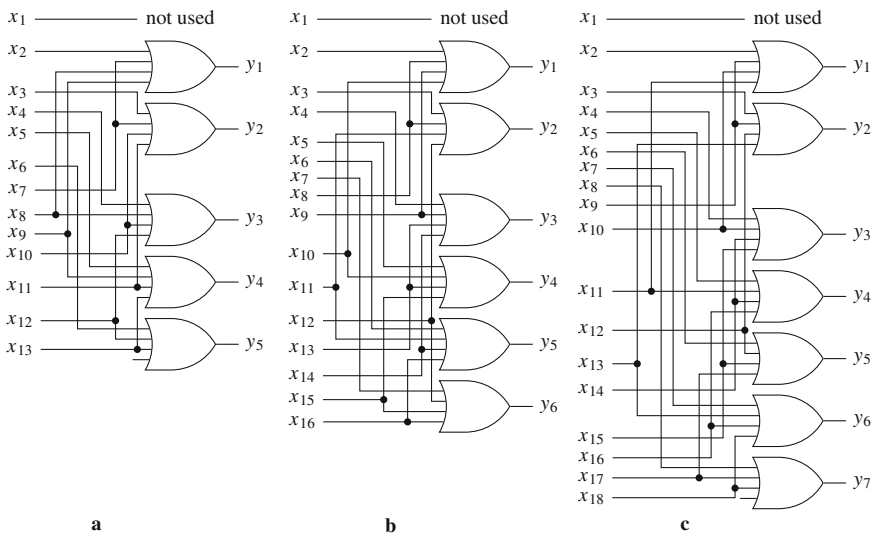 x1 not used
x2
y1
x3
x4
y2
x5
x6
x7
x8
y3
x9
x10
x11
y4
x12
y5
x13
a
x1 not used
x2
y1
x3
x4
y2
x5
x6
x7
x8
x9
y3
x10
x11
y4
x12
x13
y5
x14
x15
y6
x16
b
x1 not used
x2
y1
x3
x4
y2
x5
x6
x7
x8
x9
x10
y3
x11
y4
x12
y5
x13
x14
y6
x15
x16
x17
y7
x18
c